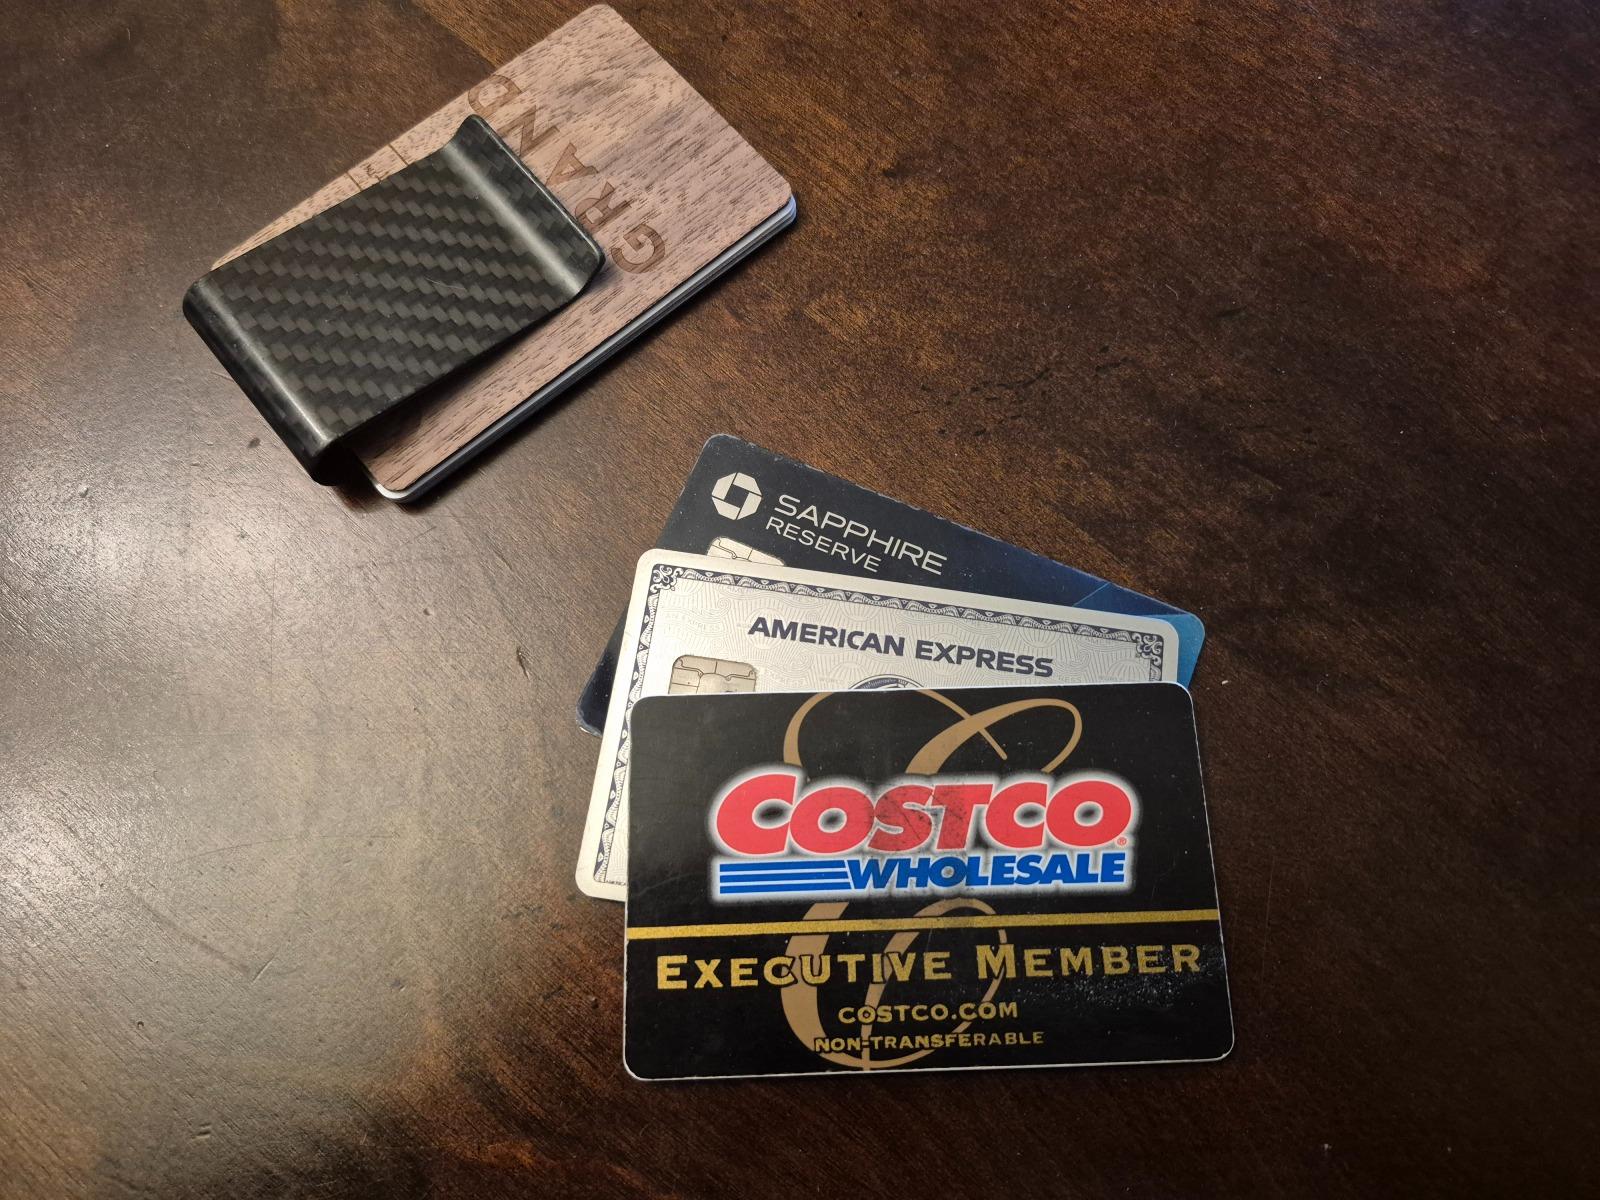 GRAND
SAPPHIRE
RESERVE
AMERICAN EXPRESS
COSTCO
®
WHOLESALE
EXECUTIVE MEMBER
COSTCO.COM
NON-TRANSFERABLE